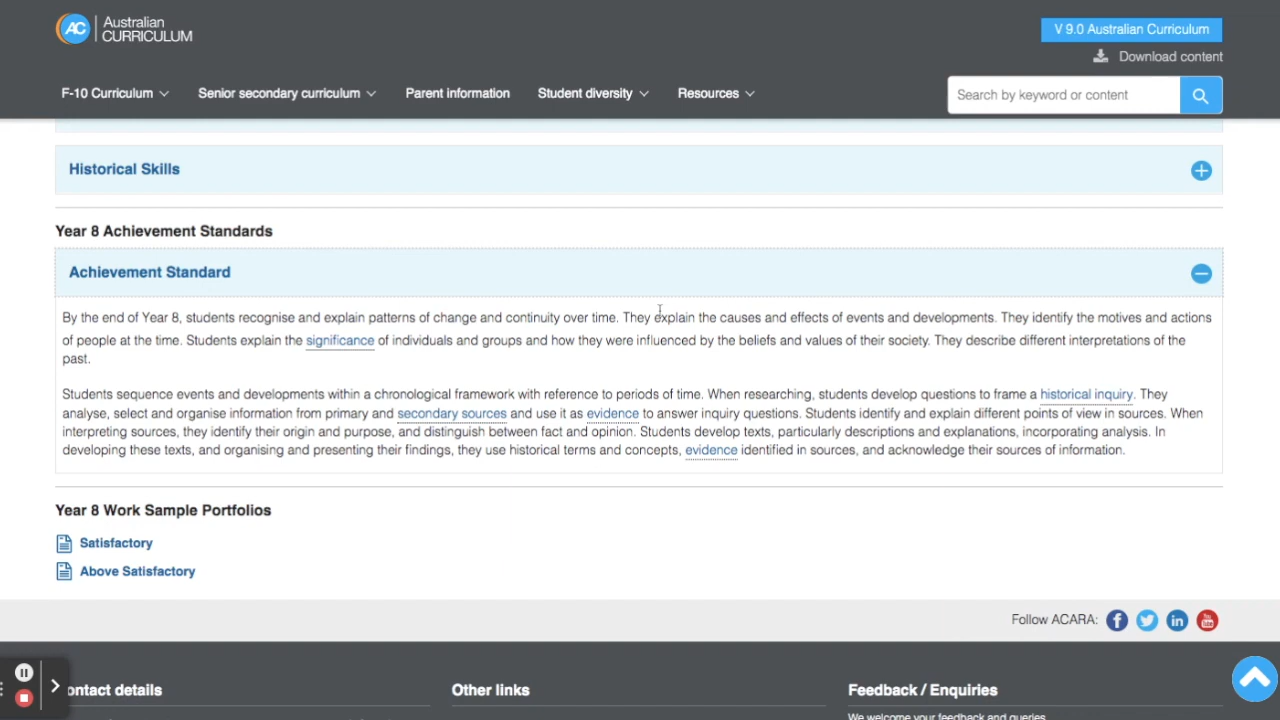 AC Australian
CURRICULUM
V 9.0 Australian Curriculum
Download content
F-10 Curriculum Senior secondary curriculum Parent information Student diversity Resources
Search by keyword or content
Historical Skills
Year 8 Achievement Standards
Achievement Standard
By the end of Year 8, students recognise and explain patterns of change and continuity over time. They explain the causes and effects of events and developments. They identify the motives and actions
of people at the time. Students explain the significance of individuals and groups and how they were influenced by the beliefs and values of their society. They describe different interpretations of the
past.
Students sequence events and developments within a chronological framework with reference to periods of time. When researching, students develop questions to frame a historical inquiry. They
analyse, select and organise information from primary and secondary sources and use it as evidence to answer inquiry questions. Students identify and explain different points of view in sources. When
interpreting sources, they identify their origin and purpose, and distinguish between fact and opinion. Students develop texts, particularly descriptions and explanations, incorporating analysis. In
developing these texts, and organising and presenting their findings, they use historical terms and concepts, evidence identified in sources, and acknowledge their sources of information.
Year 8 Work Sample Portfolios
Satisfactory
Above Satisfactory
Follow ACARA:
ontact details Other links Feedback / Enquiries
We welcome your feedback and queries